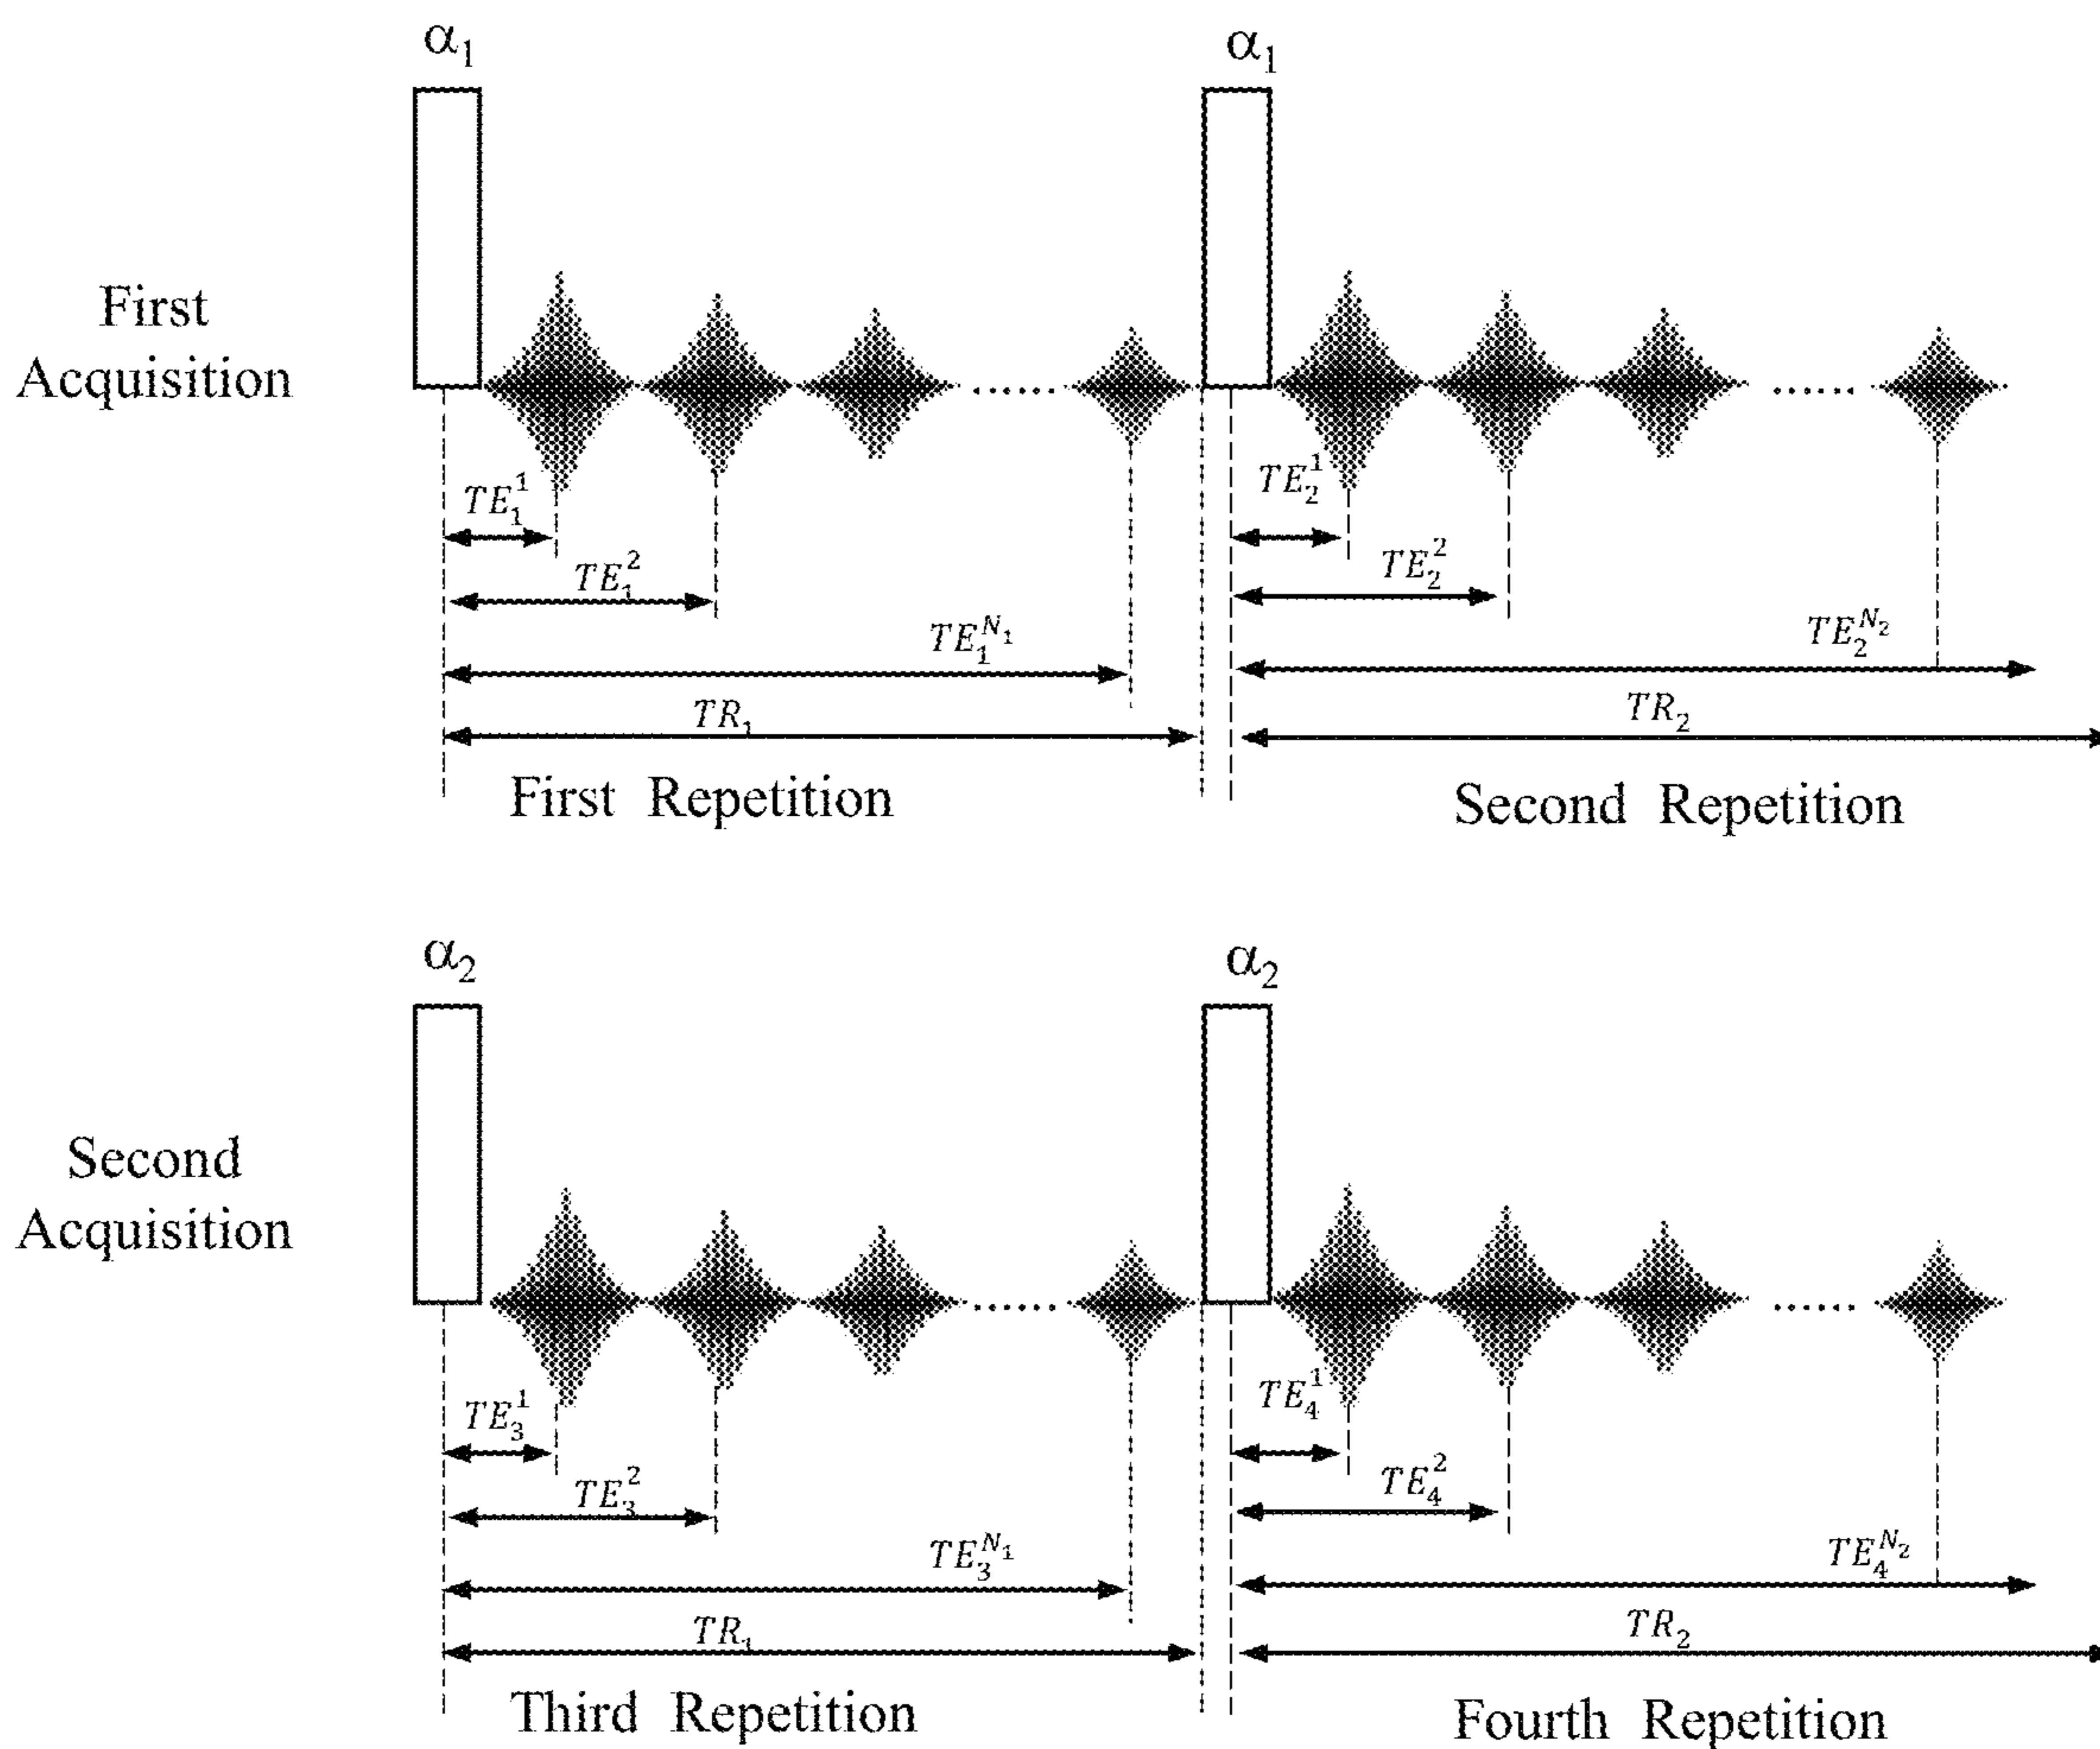 α₁ α₁
First
Acquisition
TE₁¹ TE₂¹
TE₁² TE₂²
TE₁^{N₁} TE₂^{N₂}
TR₁ TR₂
First Repetition Second Repetition
α₂ α₂
Second
Acquisition
TE₃¹ TE₄¹
TE₃² TE₄²
TE₃^{N₁} TE₄^{N₂}
TR₁ TR₂
Third Repetition Fourth Repetition